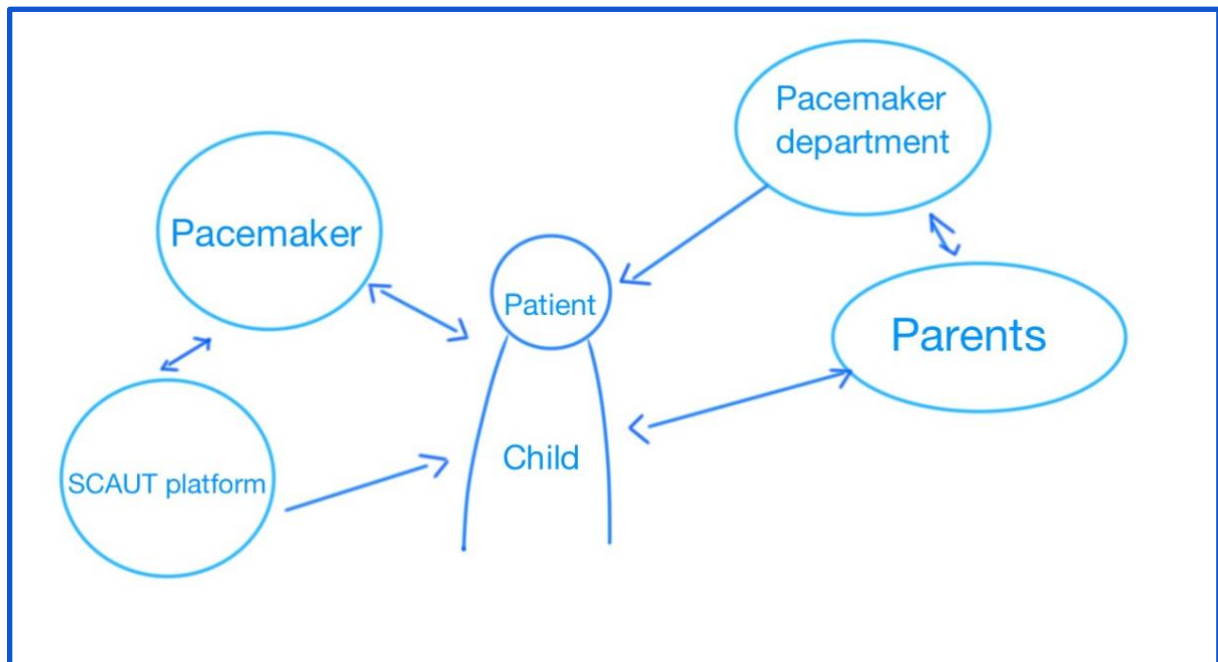 Pacemaker
department
Pacemaker
Patient
Parents
Child
SCAUT platform